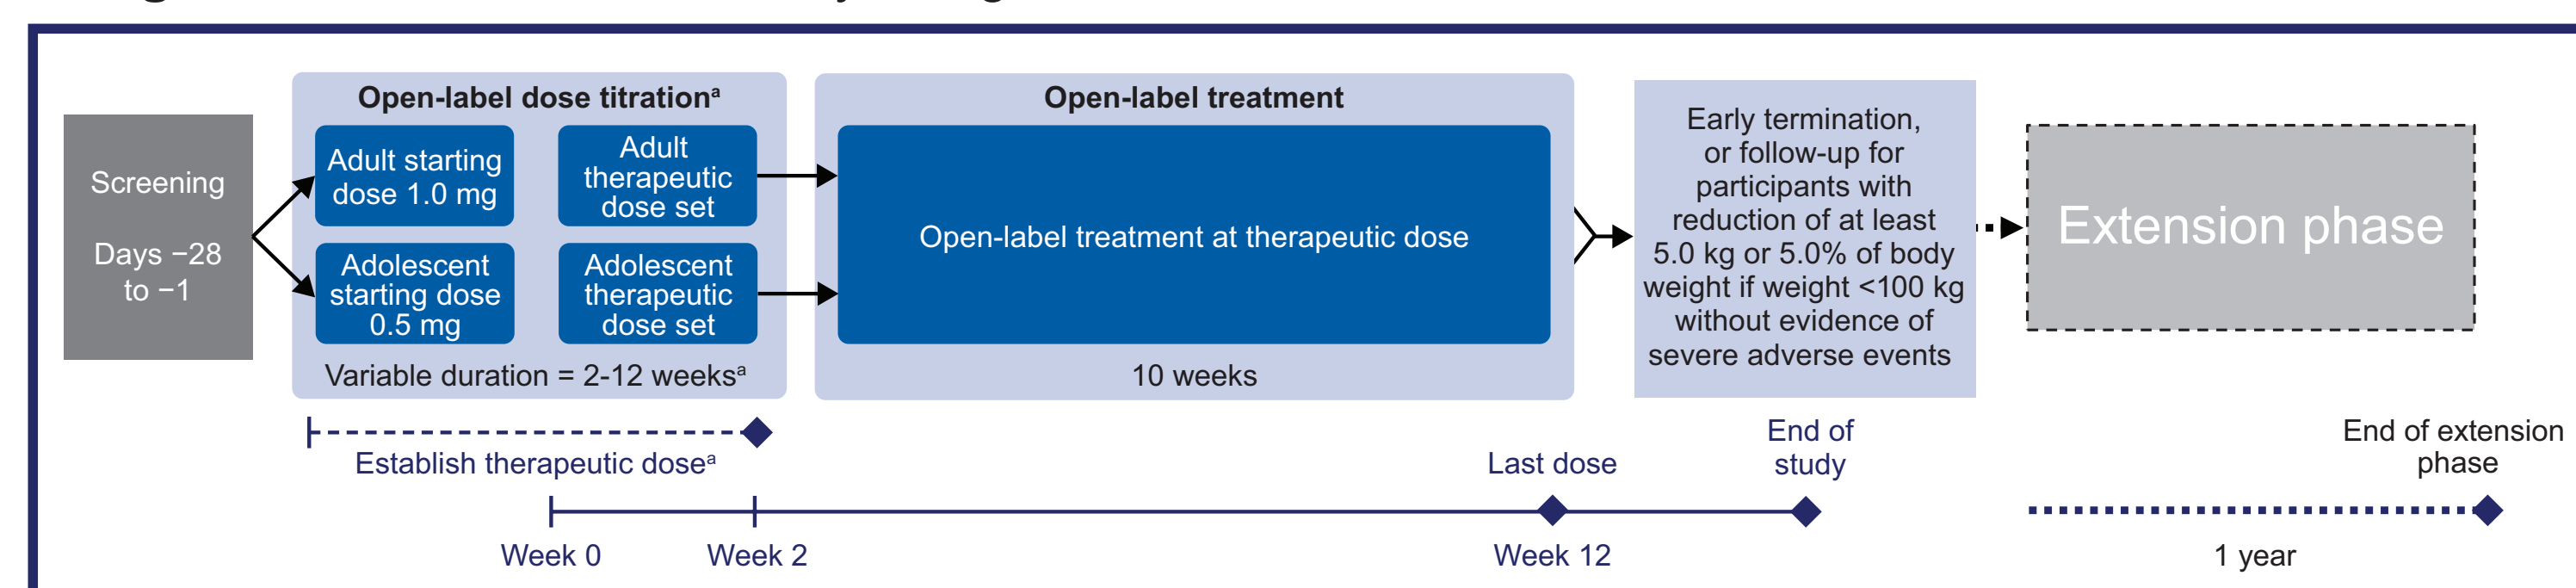 Screening
Days −28
to −1
Open-label dose titrationᵃ
Adult starting
dose 1.0 mg
Adult
therapeutic
dose set
Adolescent
starting dose
0.5 mg
Adolescent
therapeutic
dose set
Variable duration = 2-12 weeksᵃ
Open-label treatment
Open-label treatment at therapeutic dose
10 weeks
Early termination,
or follow-up for
participants with
reduction of at least
5.0 kg or 5.0% of body
weight if weight <100 kg
without evidence of
severe adverse events
Extension phase
Establish therapeutic doseᵃ
Last dose
End of
study
End of extension
phase
Week 0
Week 2
Week 12
1 year